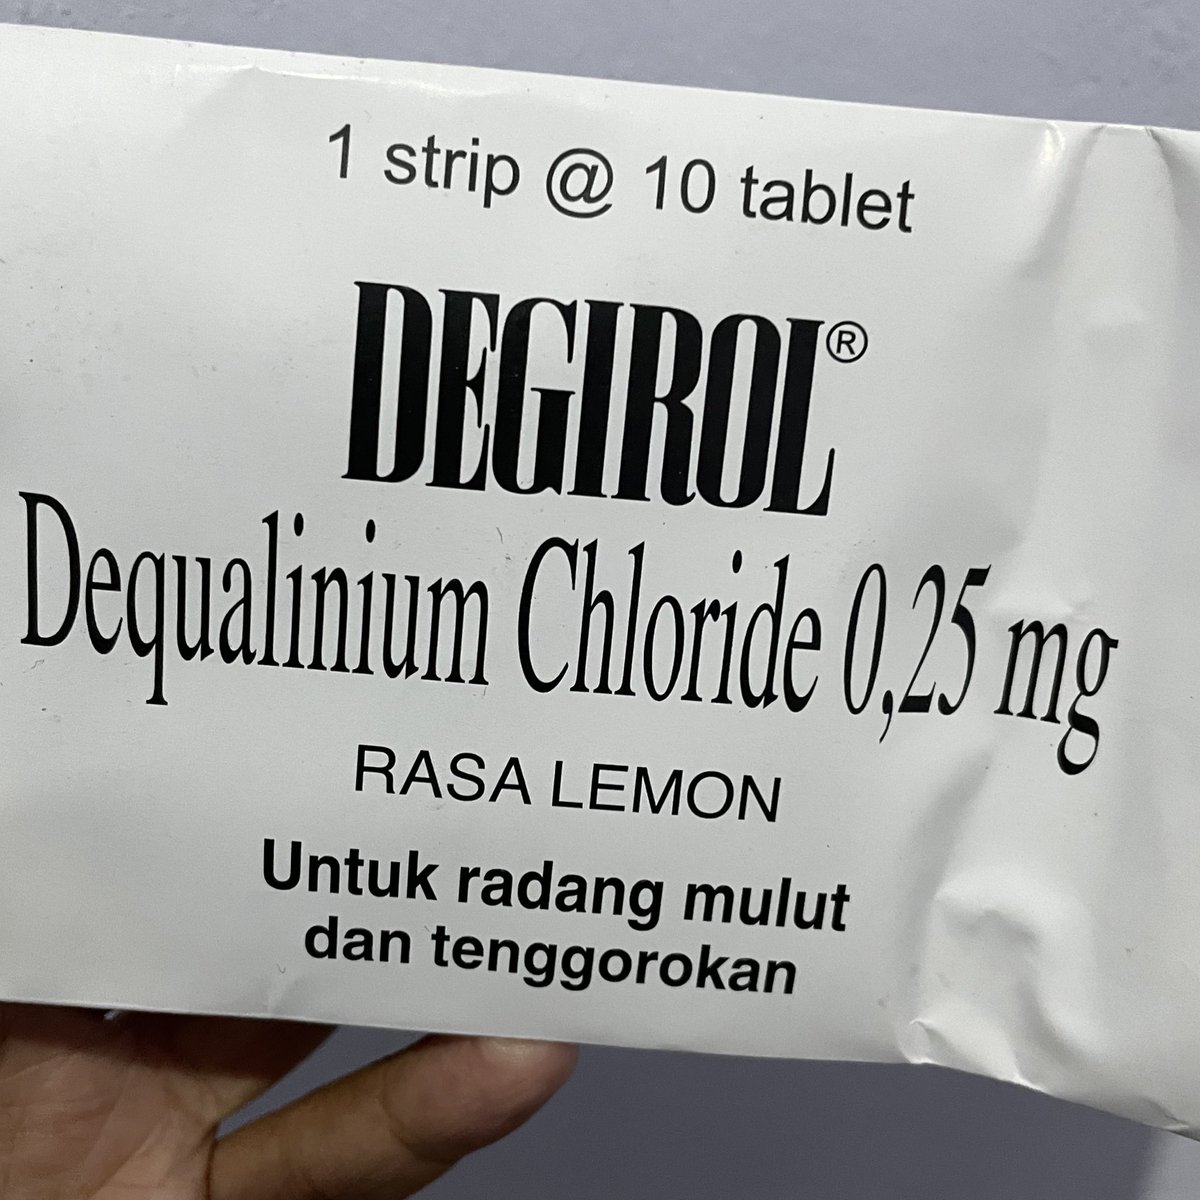 1 strip @ 10 tablet
DEGIROL®
Dequalinium Chloride 0,25 mg
RASA LEMON
Untuk radang mulut
dan tenggorokan